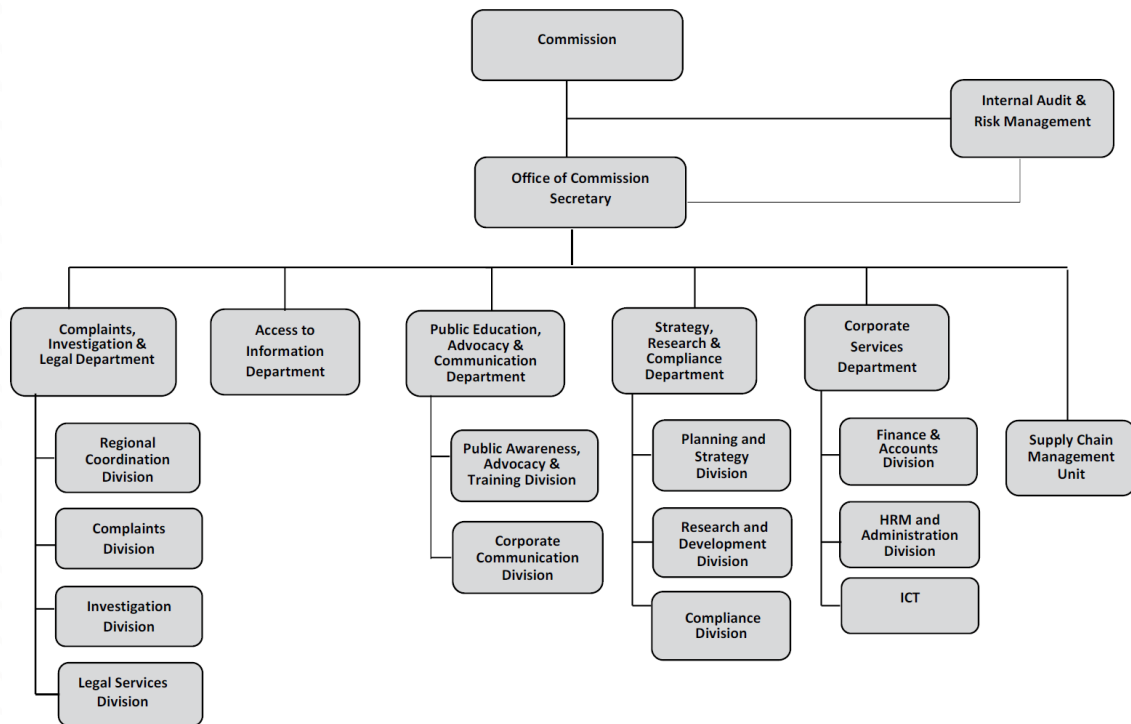 Commission
Internal Audit &
Risk Management
Office of Commission
Secretary
Complaints,
Investigation &
Legal Department
Access to
Information
Department
Public Education,
Advocacy &
Communication
Department
Strategy,
Research &
Compliance
Department
Corporate
Services
Department
Regional
Coordination
Division
Complaints
Division
Investigation
Division
Legal Services
Division
Public Awareness,
Advocacy &
Training Division
Corporate
Communication
Division
Planning and
Strategy
Division
Research and
Development
Division
Compliance
Division
Finance &
Accounts
Division
HRM and
Administration
Division
ICT
Supply Chain
Management
Unit